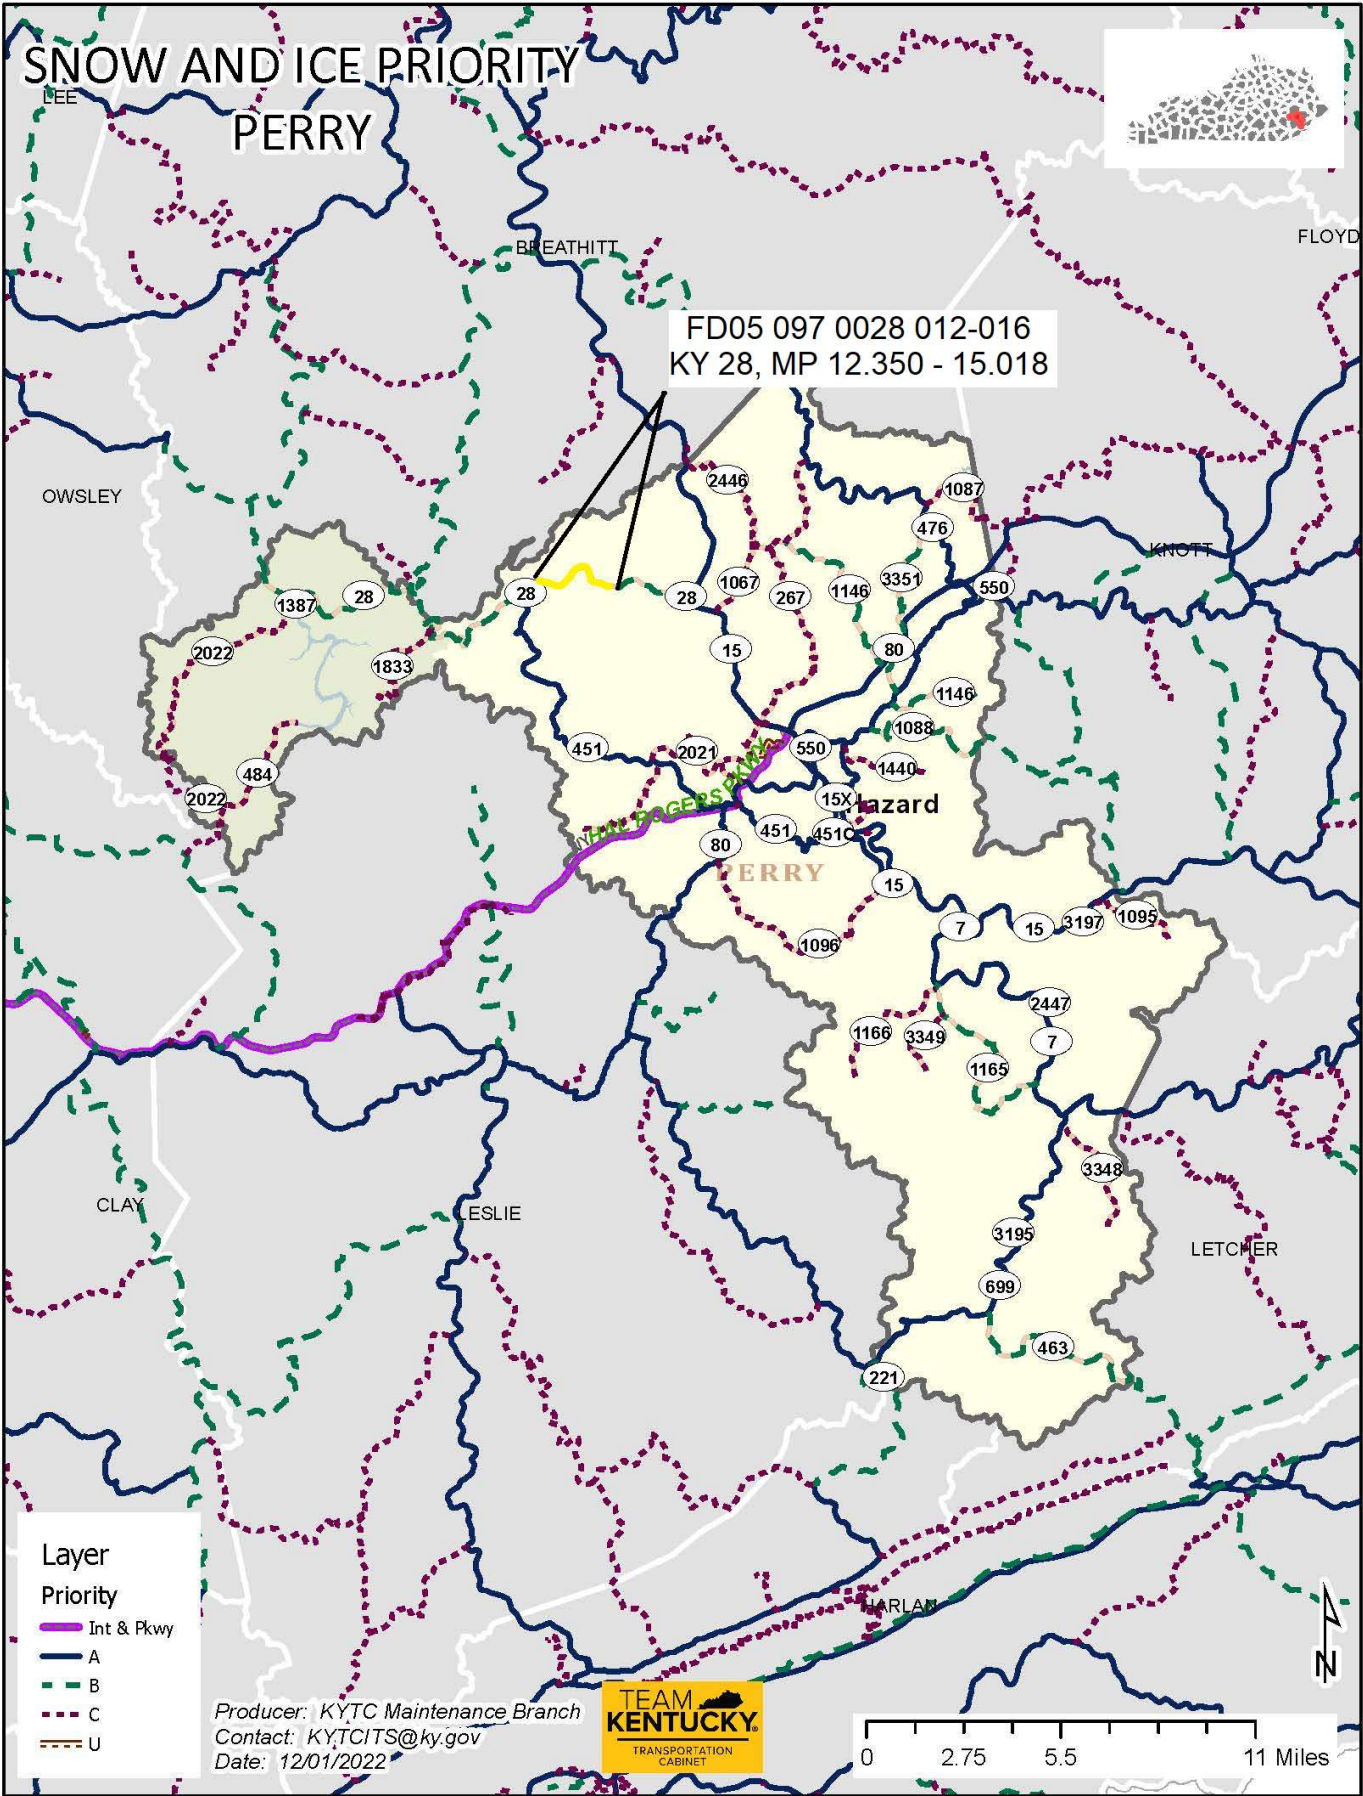 SNOW AND ICE PRIORITY
PERRY
LEE
BREATHITT
FLOYD
FD05 097 0028 012-016
KY 28, MP 12.350 - 15.018
OWSLEY
KNOTT
2446
1087
476
28
1387
28
28
1067
267
1146
3351
550
2022
1833
15
80
1146
1088
451
2021
550
1440
484
2022
HAL ROGERS PKWY
15X
Hazard
451
451C
80
PERRY
15
7
15
3197
1095
1096
2447
1166
3349
7
1165
3348
CLAY
LESLIE
3195
LETCHER
699
463
221
HARLAN
Layer
Priority
Int & Pkwy
A
B
C
U
Producer: KYTC Maintenance Branch
Contact: KYTCITS@ky.gov
Date: 12/01/2022
TEAM
KENTUCKY
TRANSPORTATION
CABINET
N
0 2.75 5.5 11 Miles